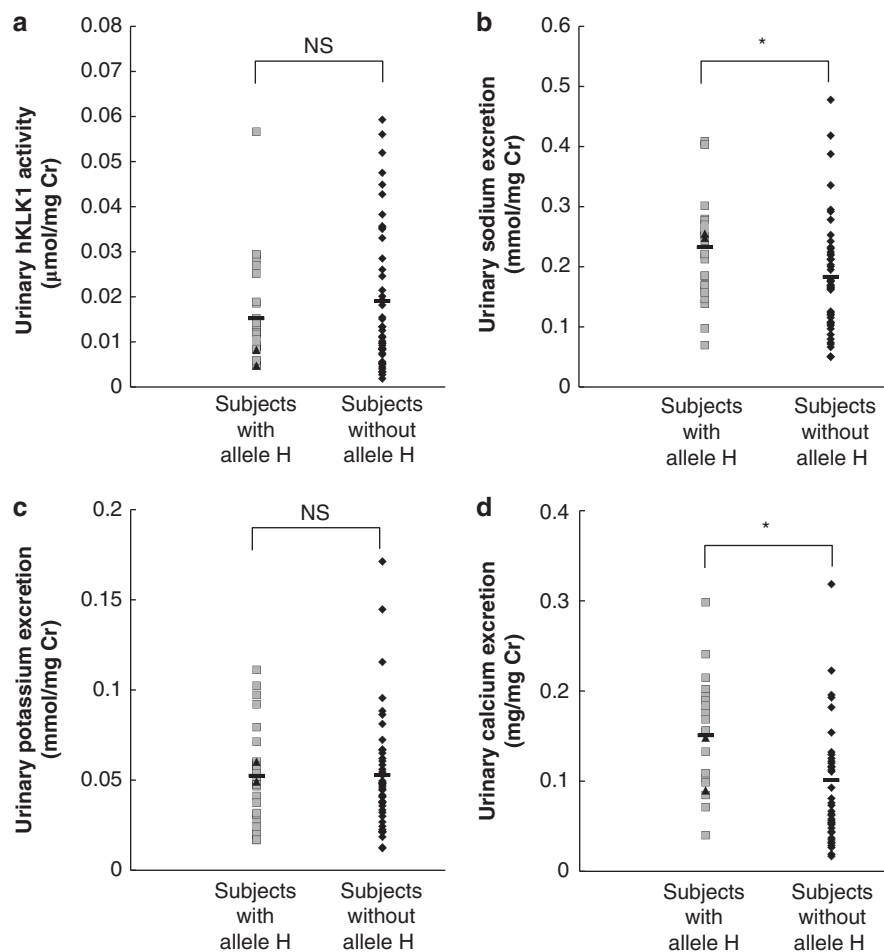 a
NS
Urinary hKLK1 activity
(μmol/mg Cr)
0.08
0.07
0.06
0.05
0.04
0.03
0.02
0.01
0
Subjects
with
allele H
Subjects
without
allele H
b
*
Urinary sodium excretion
(mmol/mg Cr)
0.6
0.5
0.4
0.3
0.2
0.1
0
Subjects
with
allele H
Subjects
without
allele H
c
NS
Urinary potassium excretion
(mmol/mg Cr)
0.2
0.15
0.1
0.05
0
Subjects
with
allele H
Subjects
without
allele H
d
*
Urinary calcium excretion
(mg/mg Cr)
0.4
0.3
0.2
0.1
0
Subjects
with
allele H
Subjects
without
allele H